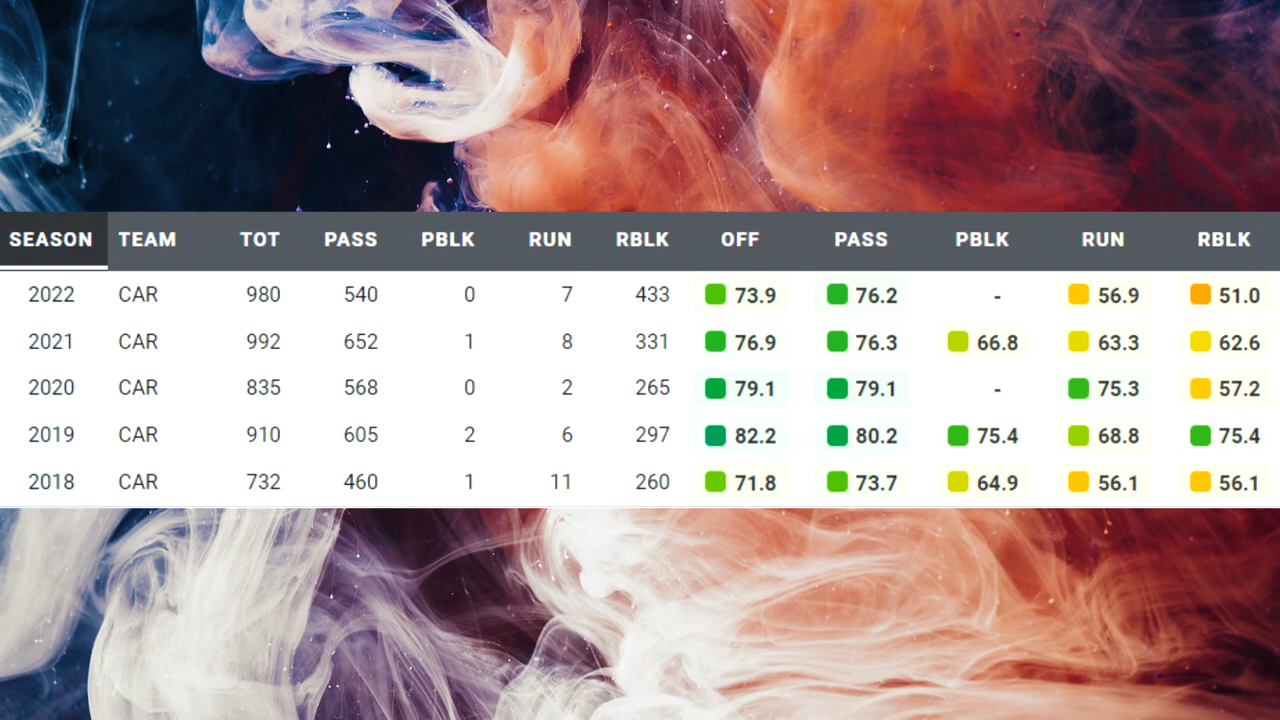 SEASON TEAM TOT PASS PBLK RUN RBLK OFF PASS PBLK RUN RBLK
2022 CAR 980 540 0 7 433 73.9 76.2 - 56.9 51.0
2021 CAR 992 652 1 8 331 76.9 76.3 66.8 63.3 62.6
2020 CAR 835 568 0 2 265 79.1 79.1 - 75.3 57.2
2019 CAR 910 605 2 6 297 82.2 80.2 75.4 68.8 75.4
2018 CAR 732 460 1 11 260 71.8 73.7 64.9 56.1 56.1